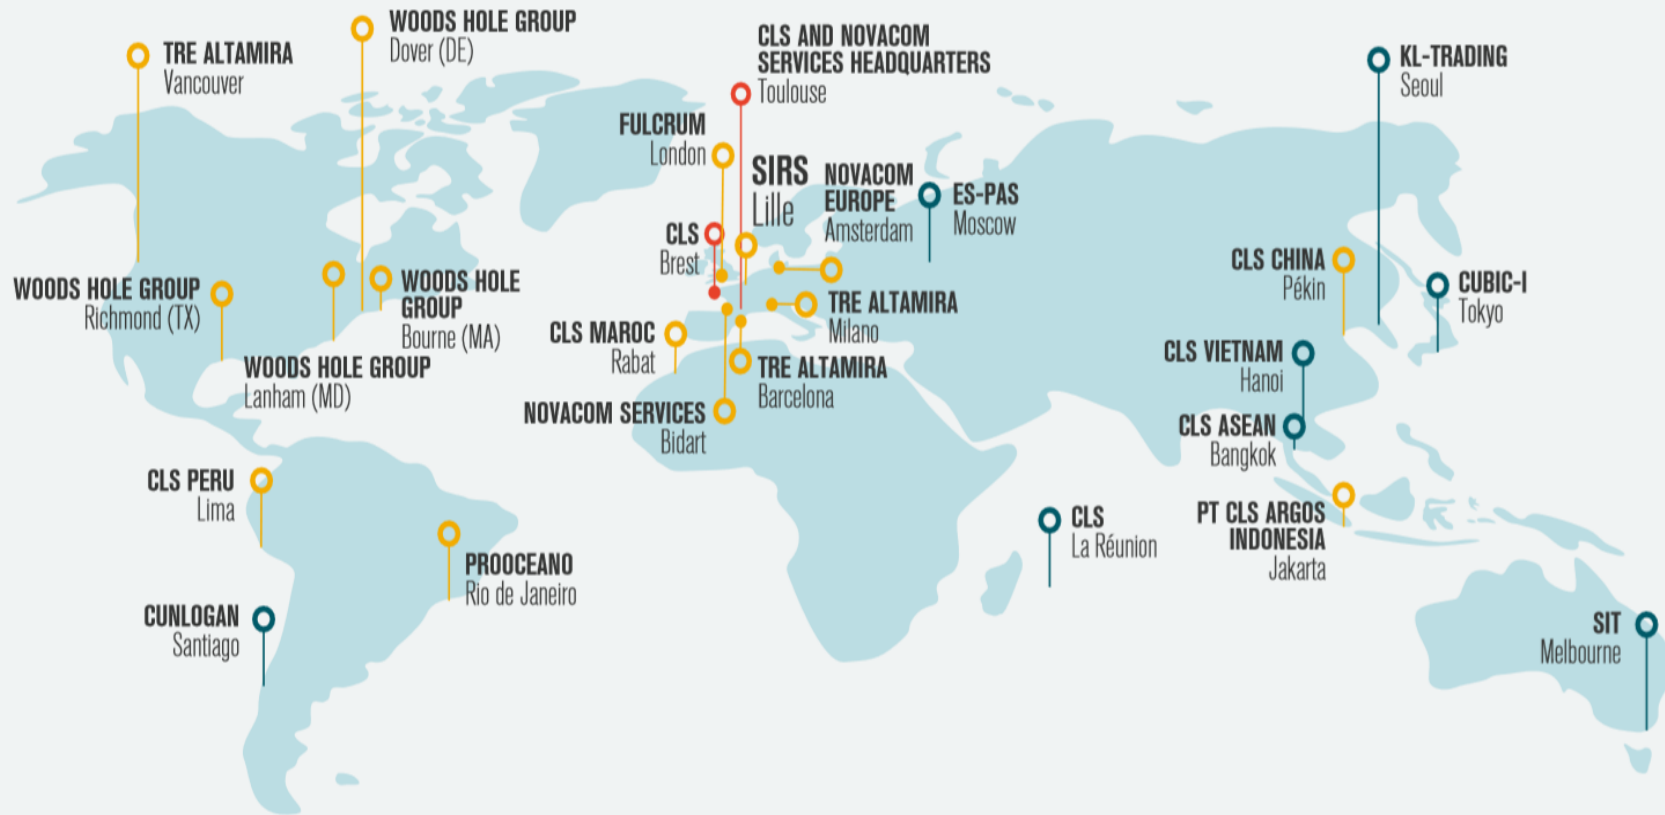 WOODS HOLE GROUP
Dover (DE)
TRE ALTAMIRA
Vancouver
CLS AND NOVACOM
SERVICES HEADQUARTERS
Toulouse
KL-TRADING
Seoul
FULCRUM
London
SIRS
Lille
NOVACOM
EUROPE
Amsterdam
ES-PAS
Moscow
CLS
Brest
CLS CHINA
Pékin
CUBIC-I
Tokyo
WOODS HOLE GROUP
Richmond (TX)
WOODS HOLE
GROUP
Bourne (MA)
TRE ALTAMIRA
Milano
CLS MAROC
Rabat
CLS VIETNAM
Hanoi
WOODS HOLE GROUP
Lanham (MD)
TRE ALTAMIRA
Barcelona
NOVACOM SERVICES
Bidart
CLS ASEAN
Bangkok
CLS PERU
Lima
PT CLS ARGOS
INDONESIA
Jakarta
CLS
La Réunion
PROOCEANO
Rio de Janeiro
CUNLOGAN
Santiago
SIT
Melbourne